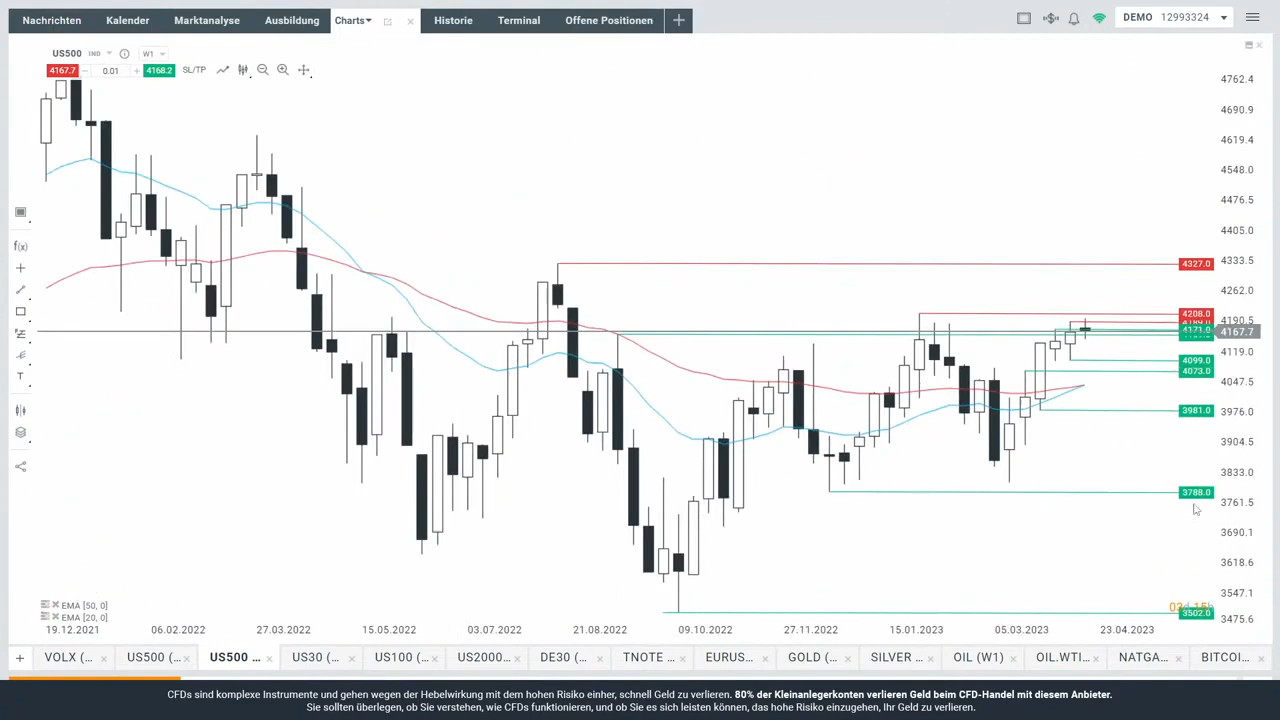 Nachrichten Kalender Marktanalyse Ausbildung Charts Historie Terminal Offene Positionen DEMO 12993324
US500 IND W1
4167.7 0.01 4168.2 SL/TP
4762.4
4690.9
4619.4
4548.0
4476.5
4405.0
4333.5
4327.0
4262.0
4208.0
4190.5
4171.0
4167.7
4119.0
4099.0
4073.0
4047.5
3981.0
3976.0
3904.5
3833.0
3788.0
3761.5
3690.1
3618.6
3547.1
3502.0
3475.6
f(x)
T
EMA [50, 0]
EMA [20, 0]
19.12.2021 06.02.2022 27.03.2022 15.05.2022 03.07.2022 21.08.2022 09.10.2022 27.11.2022 15.01.2023 05.03.2023 23.04.2023
VOLX (... US500 (... US500 ... US30 (... US100 (... US2000... DE30 (... TNOTE ... EURUS... GOLD (... SILVER ... OIL (W1) OIL.WTI... NATGA... BITCOI...
CFDs sind komplexe Instrumente und gehen wegen der Hebelwirkung mit dem hohen Risiko einher, schnell Geld zu verlieren. 80% der Kleinanlegerkonten verlieren Geld beim CFD-Handel mit diesem Anbieter.
Sie sollten überlegen, ob Sie verstehen, wie CFDs funktionieren, und ob Sie es sich leisten können, das hohe Risiko einzugehen, Ihr Geld zu verlieren.